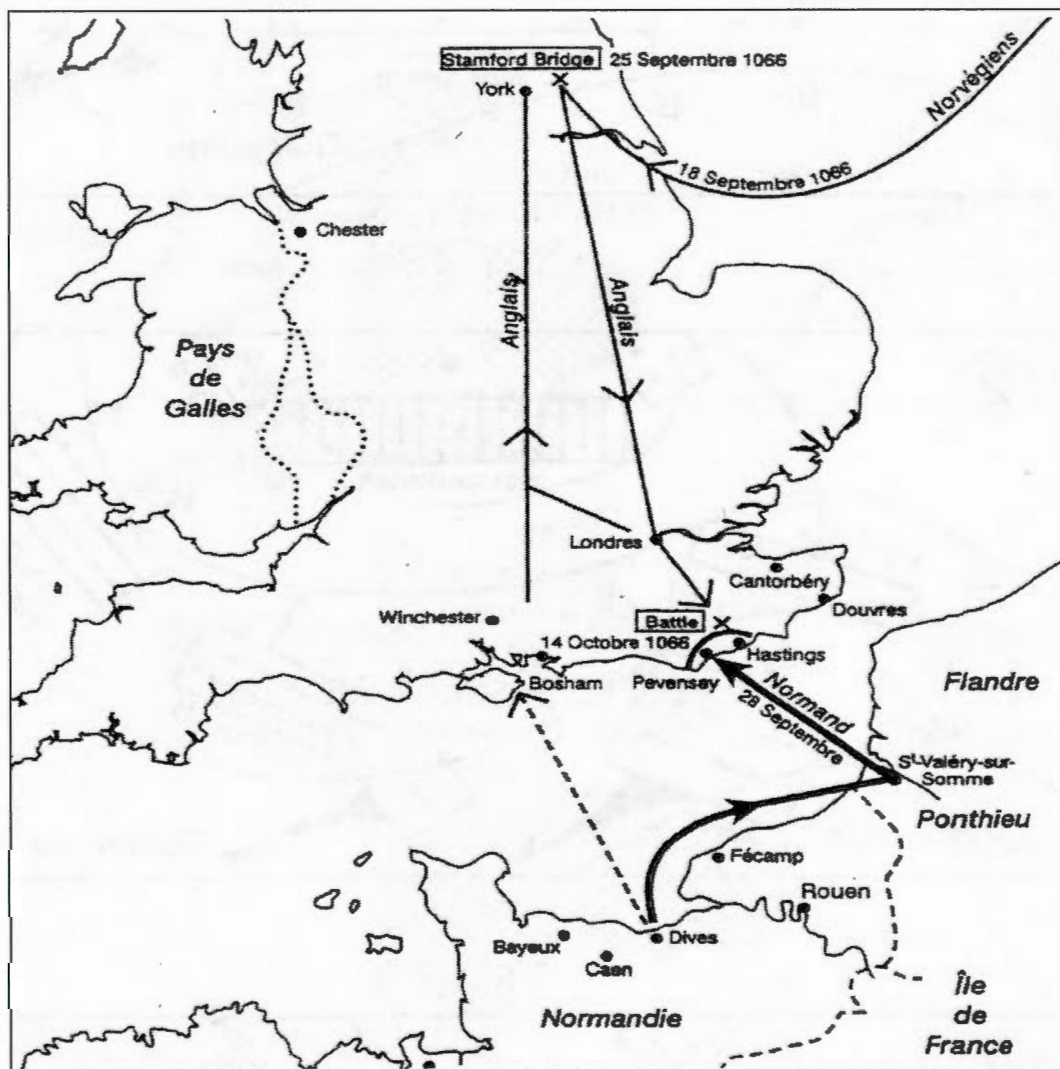 Stamford Bridge 25 Septembre 1066
York
Norvégiens
18 Septembre 1066
Chester
Anglais
Anglais
Pays
de
Galles
Londres
Cantorbéry
Douvres
Winchester
Battle
14 Octobre 1066
Hastings
Bosham
Pevensey
Normand
28 Septembre
Flandre
St-Valéry-sur-
Somme
Ponthieu
Fécamp
Rouen
Bayeux
Dives
Caen
Normandie
Île
de
France